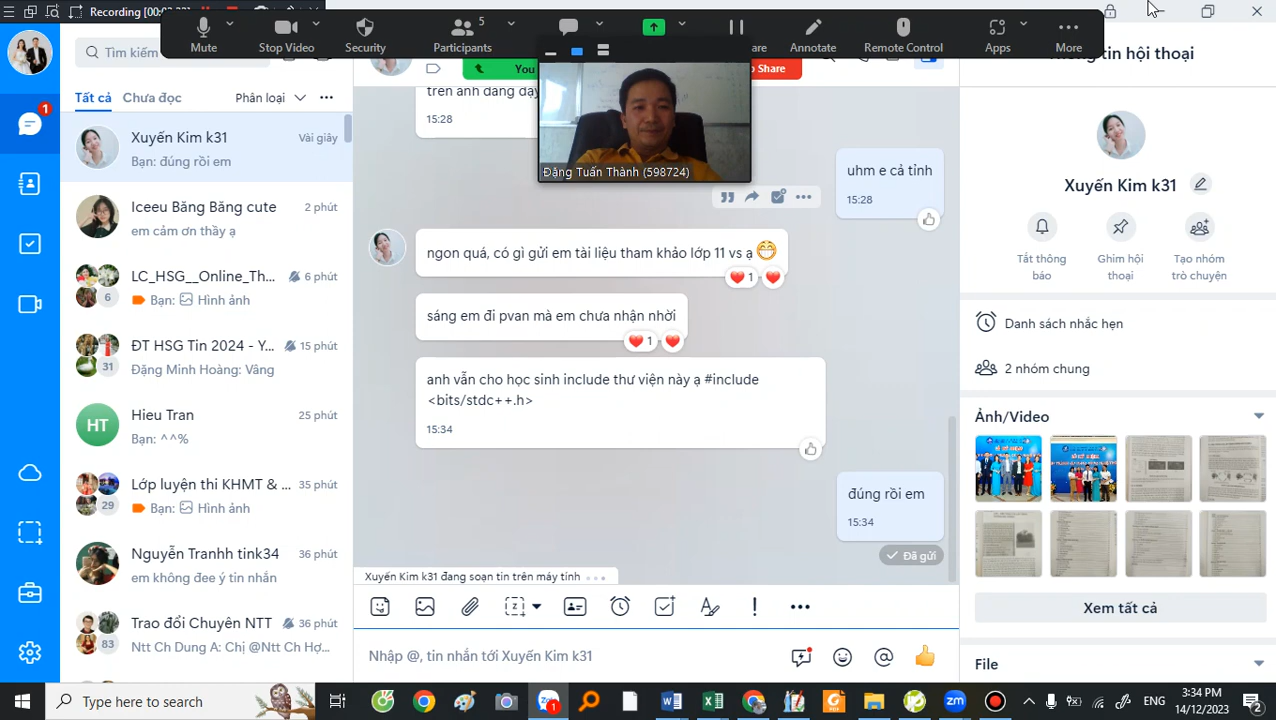 Recording
Mute
Stop Video
Security
5
Participants
Annotate
Remote Control
Apps
More
Tìm kiếm
You
Share
Đặng Tuấn Thành (598724)
1
Tất cả
Chưa đọc
Phân loại
Xuyến Kim k31
Vài giây
Bạn: đúng rồi em
Iceeu Băng Băng cute
2 phút
em cảm ơn thầy ạ
LC_HSG__Online_Th...
6 phút
6
Bạn: Hình ảnh
ĐT HSG Tin 2024 - Y...
15 phút
31
Đặng Minh Hoàng: Vâng
HT
Hieu Tran
25 phút
Bạn: ^^%
Lớp luyện thi KHMT & ...
35 phút
29
Bạn: Hình ảnh
Nguyễn Tranhh tink34
36 phút
em không đee ý tin nhắn
Trao đổi Chuyên NTT
36 phút
83
Ntt Ch Dung A: Chị @Ntt Ch Hợ...
15:28
uhm e cả tỉnh
15:28
ngon quá, có gì gửi em tài liệu tham khảo lớp 11 vs ạ
1
sáng em đi pvan mà em chưa nhận nhời
1
anh vẫn cho học sinh include thư viện này ạ #include
<bits/stdc++.h>
15:34
đúng rồi em
15:34
Đã gửi
Xuyến Kim k31 đang soạn tin trên máy tính
Nhập @, tin nhắn tới Xuyến Kim k31
tin hội thoại
Xuyến Kim k31
Tắt thông
báo
Ghim hội
thoại
Tạo nhóm
trò chuyện
Danh sách nhắc hẹn
2 nhóm chung
Ảnh/Video
Xem tất cả
File
Type here to search
ENG
3:34 PM
14/12/2023
2